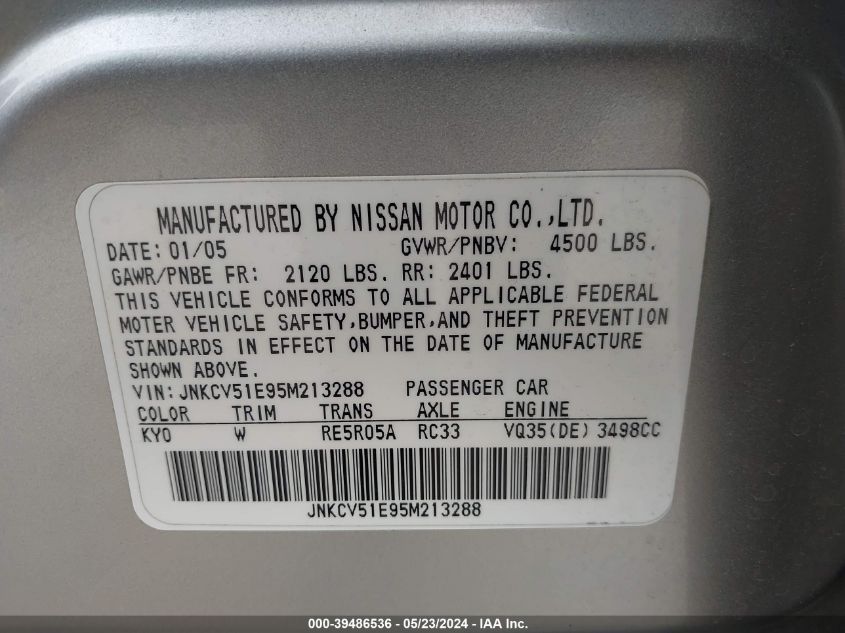 MANUFACTURED BY NISSAN MOTOR CO.,LTD.
DATE: 01/05 GVWR/PNBV: 4500 LBS.
GAWR/PNBE FR: 2120 LBS. RR: 2401 LBS.
THIS VEHICLE CONFORMS TO ALL APPLICABLE FEDERAL
MOTER VEHICLE SAFETY,BUMPER,AND THEFT PREVENTION
STANDARDS IN EFFECT ON THE DATE OF MANUFACTURE
SHOWN ABOVE.
VIN: JNKCV51E95M213288 PASSENGER CAR
COLOR TRIM TRANS AXLE ENGINE
KY0 W RE5R05A RC33 VQ35(DE) 3498CC
JNKCV51E95M213288
000-39486536 - 05/23/2024 - IAA Inc.